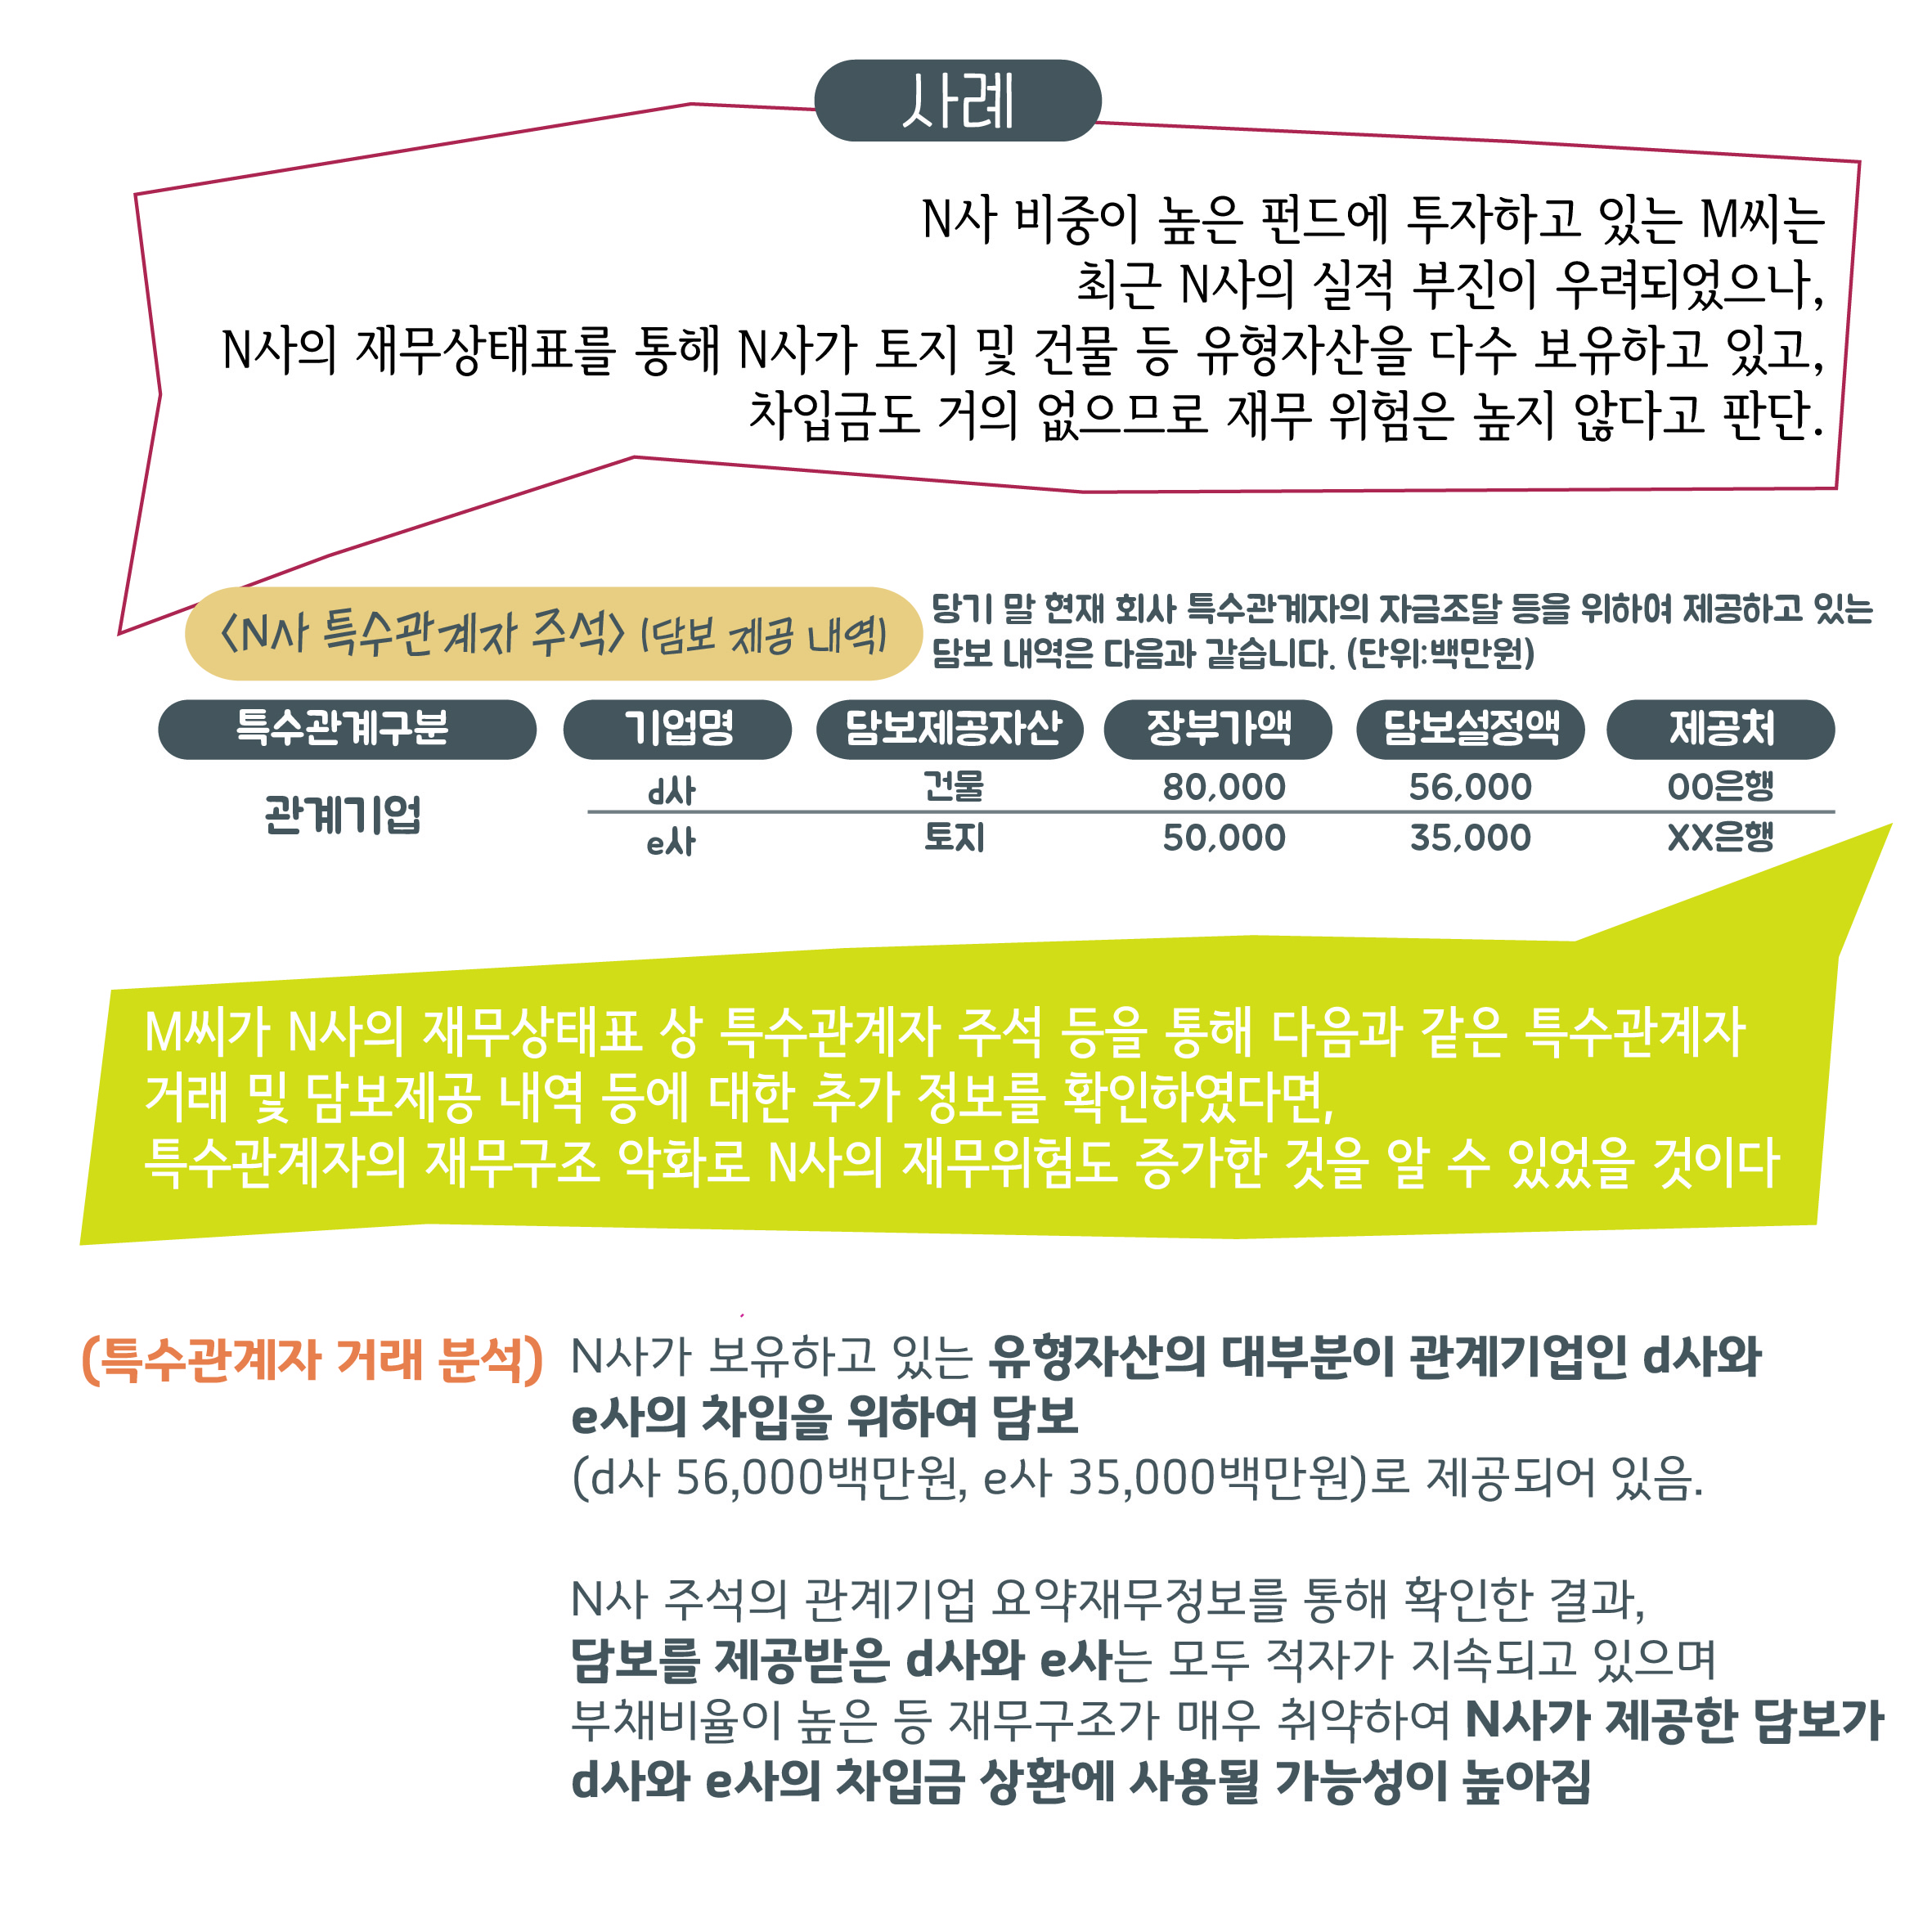 사례
N사 비중이 높은 펀드에 투자하고 있는 M씨는
최근 N사의 실적 부진이 우려되었으나,
N사의 재무상태표를 통해 N사가 토지 및 건물 등 유형자산을 다수 보유하고 있고,
차입금도 거의 없으므로 재무 위험은 높지 않다고 판단.
<N사 특수관계자 주석> (담보 제공 내역)
당기 말 현재 회사 특수관계자의 자금조달 등을 위하여 제공하고 있는
담보 내역은 다음과 같습니다. (단위:백만원)
특수관계구분 기업명 담보제공자산 장부가액 담보설정액 제공처
관계기업
d사 건물 80,000 56,000 OO은행
e사 토지 50,000 35,000 XX은행
M씨가 N사의 재무상태표 상 특수관계자 주석 등을 통해 다음과 같은 특수관계자
거래 및 담보제공 내역 등에 대한 추가 정보를 확인하였다면,
특수관계자의 재무구조 악화로 N사의 재무위험도 증가한 것을 알 수 있었을 것이다
(특수관계자 거래 분석)
N사가 보유하고 있는 유형자산의 대부분이 관계기업인 d사와
e사의 차입을 위하여 담보
(d사 56,000백만원, e사 35,000백만원)로 제공되어 있음.
N사 주석의 관계기업 요약재무정보를 통해 확인한 결과,
담보를 제공받은 d사와 e사는 모두 적자가 지속되고 있으며
부채비율이 높은 등 재무구조가 매우 취약하여 N사가 제공한 담보가
d사와 e사의 차입금 상환에 사용될 가능성이 높아짐